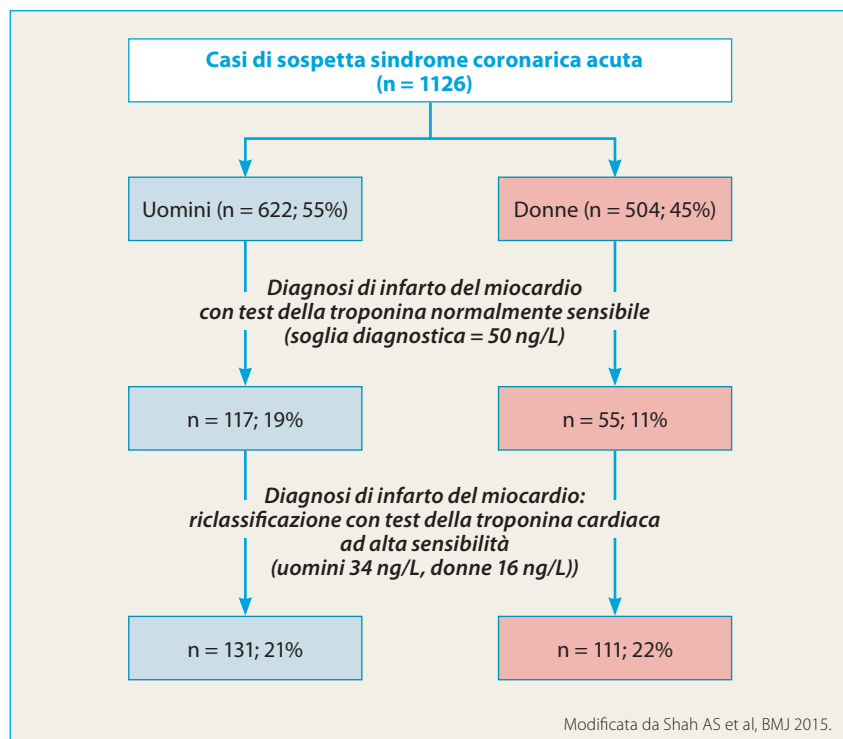 Casi di sospetta sindrome coronarica acuta
(n = 1126)
Uomini (n = 622; 55%)
Donne (n = 504; 45%)
Diagnosi di infarto del miocardio
con test della troponina normalmente sensibile
(soglia diagnostica = 50 ng/L)
n = 117; 19%
n = 55; 11%
Diagnosi di infarto del miocardio:
riclassificazione con test della troponina cardiaca
ad alta sensibilità
(uomini 34 ng/L, donne 16 ng/L))
n = 131; 21%
n = 111; 22%
Modificata da Shah AS et al, BMJ 2015.